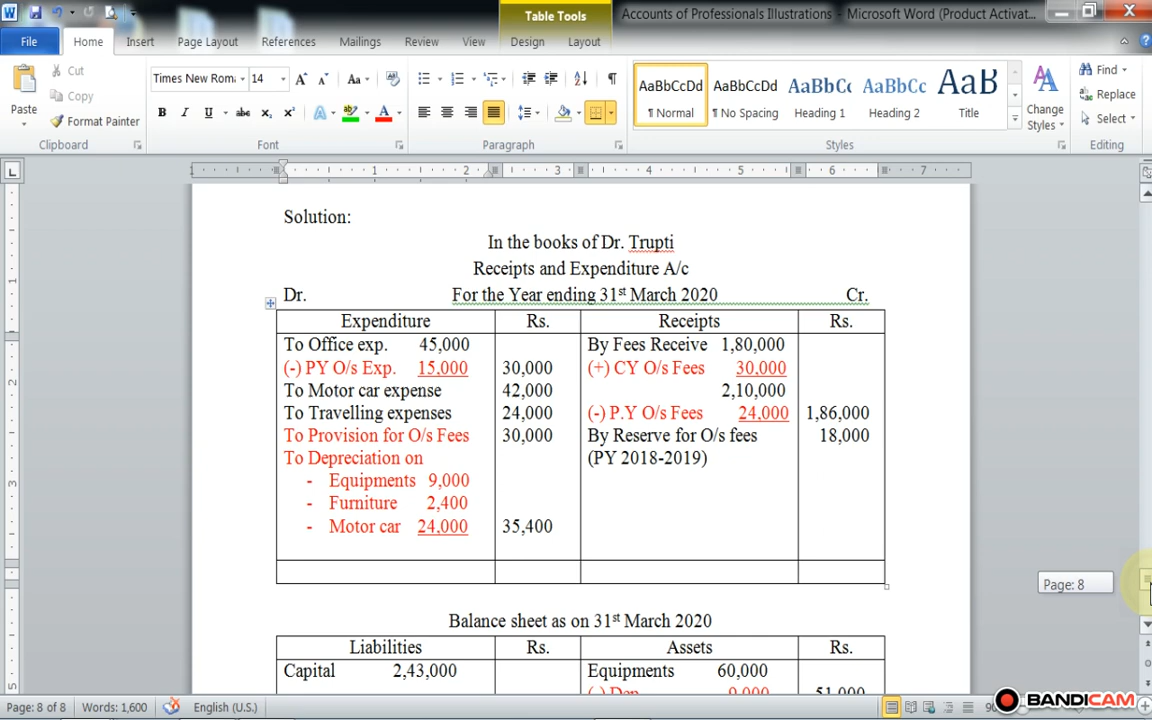 Table Tools
Accounts of Professionals Illustrations - Microsoft Word (Product Activat...
File Home Insert Page Layout References Mailings Review View Design Layout
Paste
Cut
Copy
Format Painter
Times New Rom: 14
AaBbCcDd AaBbCcDd AaBbCc AaBbCcDd AaB
¶ Normal ¶ No Spacing Heading 1 Heading 2 Title
Change Styles
Find
Replace
Select
Clipboard Font Paragraph Styles Editing
Solution:
In the books of Dr. Trupti
Receipts and Expenditure A/c
Dr. For the Year ending 31st March 2020 Cr.
Expenditure Rs. Receipts Rs.
To Office exp. 45,000 By Fees Receive 1,80,000
(-) PY O/s Exp. 15,000 30,000 (+) CY O/s Fees 30,000
To Motor car expense 42,000 2,10,000
To Travelling expenses 24,000 (-) P.Y O/s Fees 24,000 1,86,000
To Provision for O/s Fees 30,000 By Reserve for O/s fees 18,000
To Depreciation on (PY 2018-2019)
- Equipments 9,000
- Furniture 2,400
- Motor car 24,000 35,400
Page: 8
Balance sheet as on 31st March 2020
Liabilities Rs. Assets Rs.
Capital 2,43,000 Equipments 60,000
(-) Dep 9,000 51,000
Page: 8 of 8 Words: 1,600 English (U.S.)
BANDICAM